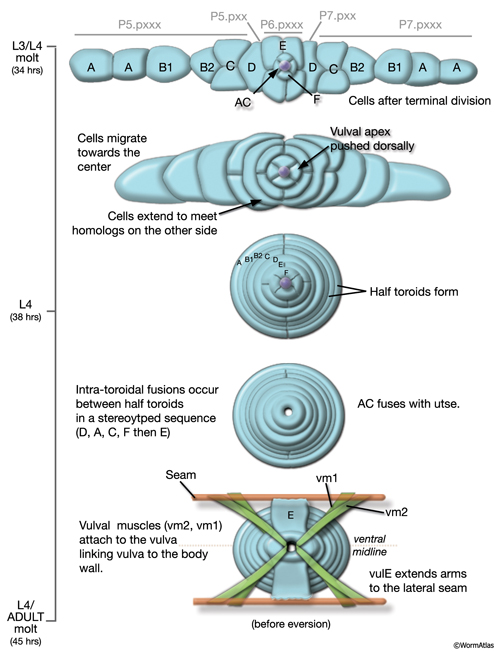 P5.pxxx P5.pxx P6.pxxx P7.pxx P7.pxxx
L3/L4
molt
(34 hrs)
A A B1 B2 C D E D C B2 B1 A A
AC F
Cells after terminal division
Cells migrate
towards the
center
Vulval apex
pushed dorsally
Cells extend to meet
homologs on the other side
A B1 B2 C D E F
L4
(38 hrs)
Half toroids form
Intra-toroidal fusions occur
between half toroids
in a stereoytped sequence
(D, A, C, F then E)
AC fuses with utse.
Seam vm1
vm2
E
Vulval muscles (vm2, vm1)
attach to the vulva
linking vulva to the body
wall.
ventral
midline
vulE extends arms
to the lateral seam
L4/
ADULT
molt
(45 hrs)
(before eversion)
©WormAtlas